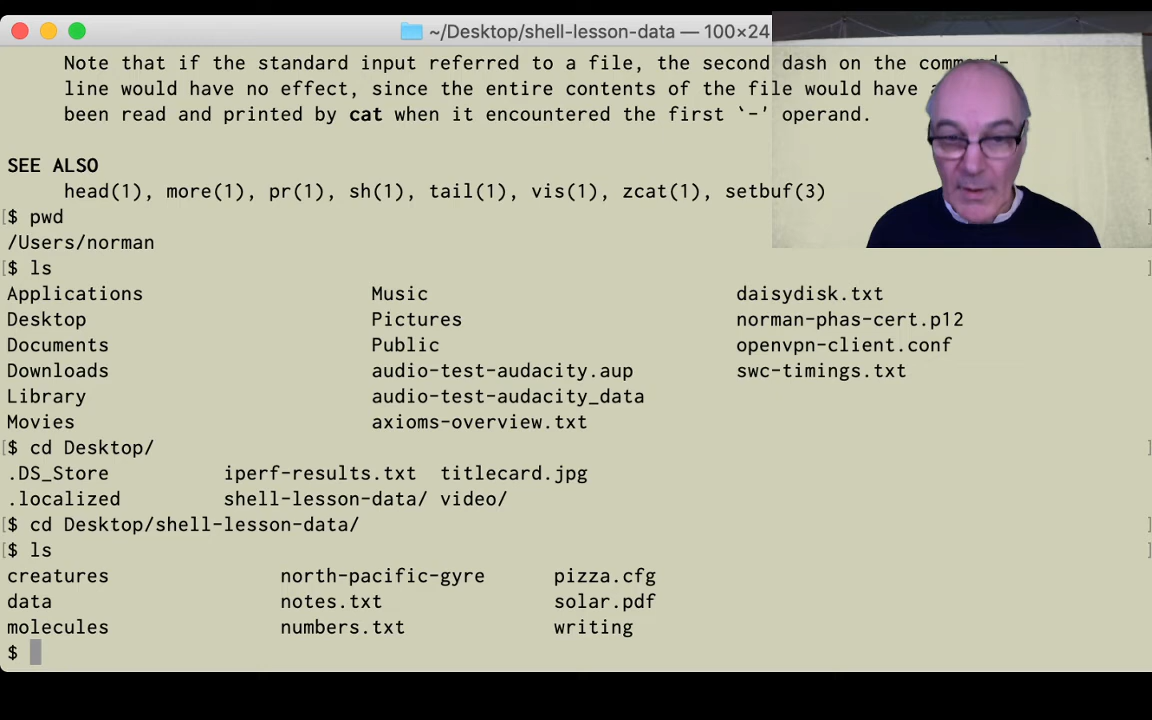 ~/Desktop/shell-lesson-data — 100×24
Note that if the standard input referred to a file, the second dash on the command-
line would have no effect, since the entire contents of the file would have
been read and printed by cat when it encountered the first `-' operand.
SEE ALSO
head(1), more(1), pr(1), sh(1), tail(1), vis(1), zcat(1), setbuf(3)
[$ pwd ]
/Users/norman
[$ ls ]
Applications Music daisydisk.txt
Desktop Pictures norman-phas-cert.p12
Documents Public openvpn-client.conf
Downloads audio-test-audacity.aup swc-timings.txt
Library audio-test-audacity_data
Movies axioms-overview.txt
[$ cd Desktop/ ]
.DS_Store iperf-results.txt titlecard.jpg
.localized shell-lesson-data/ video/
[$ cd Desktop/shell-lesson-data/ ]
[$ ls ]
creatures north-pacific-gyre pizza.cfg
data notes.txt solar.pdf
molecules numbers.txt writing
$